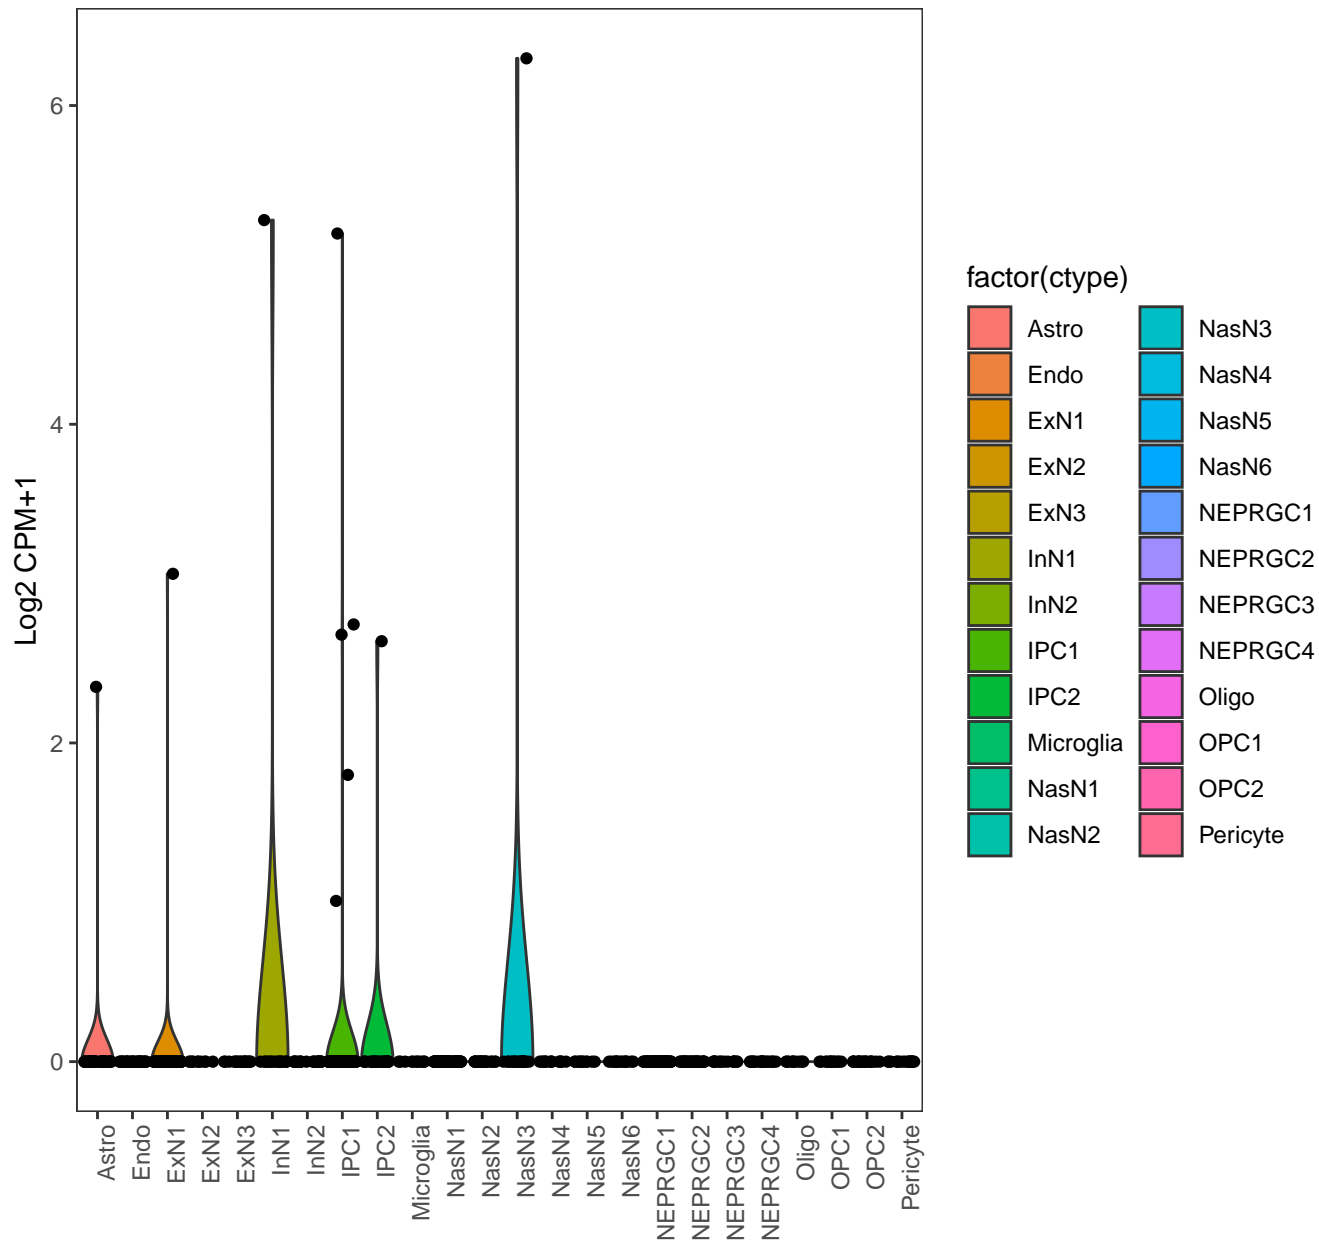 6
4
2
0
Log2 CPM+1
Astro
Endo
ExN1
ExN2
ExN3
InN1
InN2
IPC1
IPC2
Microglia
NasN1
NasN2
NasN3
NasN4
NasN5
NasN6
NEPRGC1
NEPRGC2
NEPRGC3
NEPRGC4
Oligo
OPC1
OPC2
Pericyte
factor(ctype)
Astro
Endo
ExN1
ExN2
ExN3
InN1
InN2
IPC1
IPC2
Microglia
NasN1
NasN2
NasN3
NasN4
NasN5
NasN6
NEPRGC1
NEPRGC2
NEPRGC3
NEPRGC4
Oligo
OPC1
OPC2
Pericyte